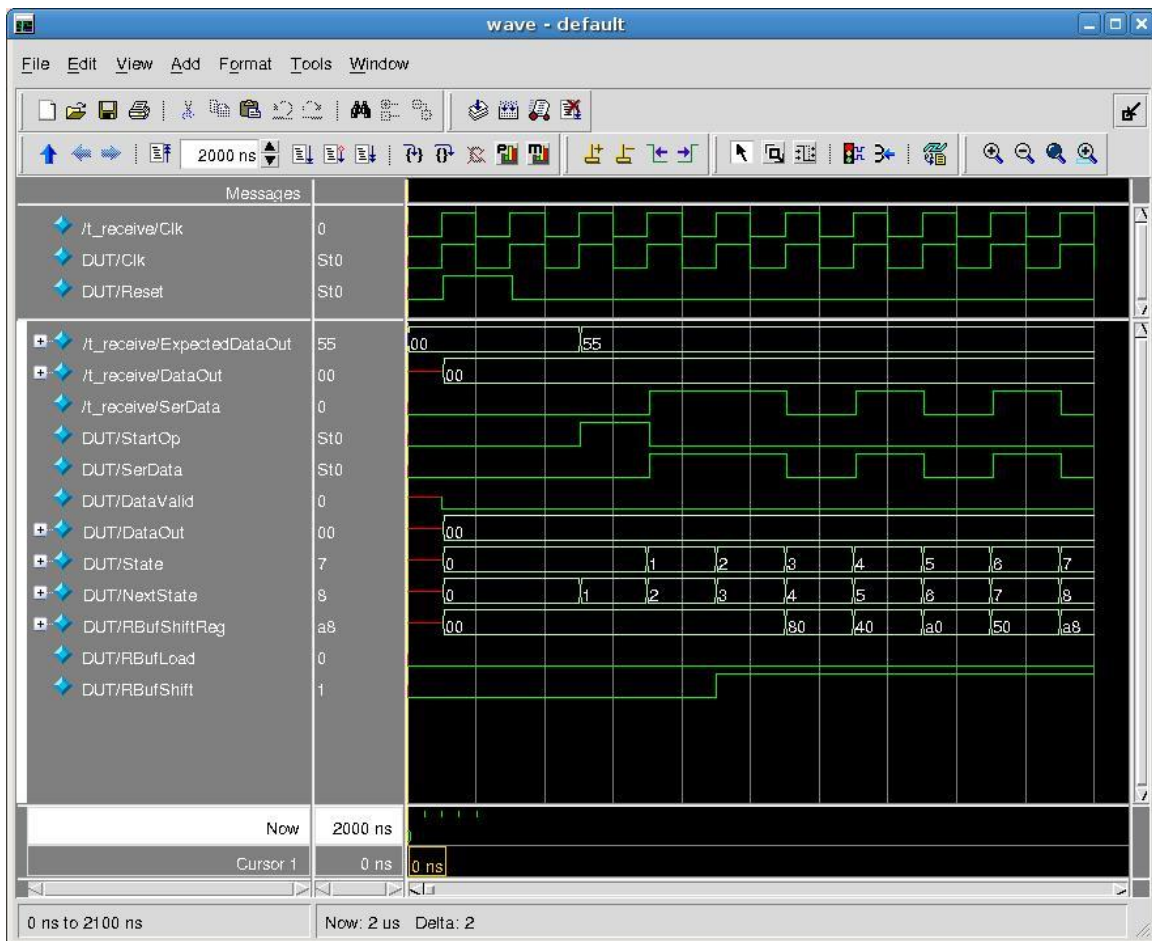 wave - default
File Edit View Add Format Tools Window
2000 ns
Messages
/t_receive/Clk 0
DUT/Clk St0
DUT/Reset St0
/t_receive/ExpectedDataOut 55 00 55
/t_receive/DataOut 00 00
/t_receive/SerData 0
DUT/StartOp St0
DUT/SerData St0
DUT/DataValid 0
DUT/DataOut 00 00
DUT/State 7 0 1 2 3 4 5 6 7
DUT/NextState 8 0 1 2 3 4 5 6 7 8
DUT/RBufShiftReg a8 00 80 40 a0 50 a8
DUT/RBufLoad 0
DUT/RBufShift 1
Now 2000 ns
Cursor 1 0 ns 0 ns
0 ns to 2100 ns Now: 2 us Delta: 2